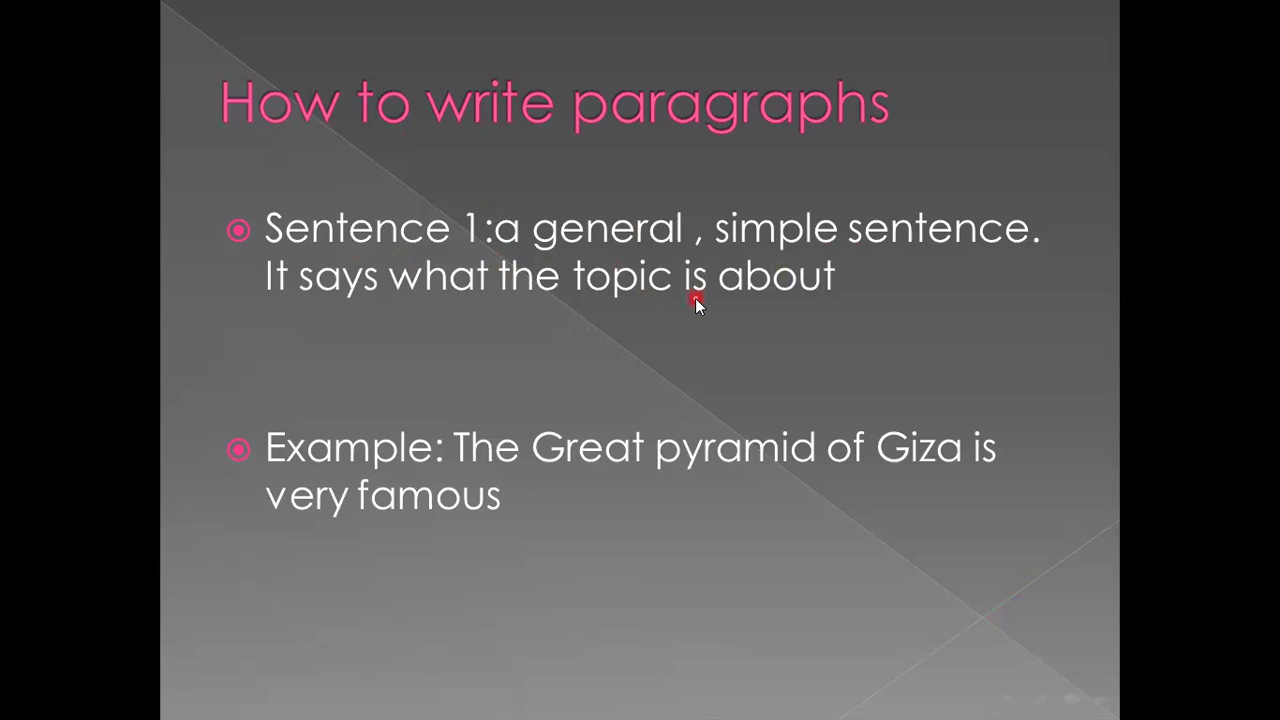 How to write paragraphs
Sentence 1:a general , simple sentence.
It says what the topic is about
Example: The Great pyramid of Giza is
very famous